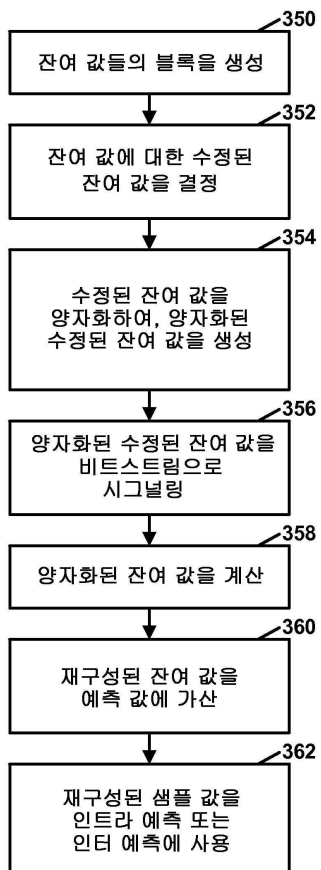 350
잔여 값들의 블록을 생성
352
잔여 값에 대한 수정된
잔여 값을 결정
354
수정된 잔여 값을
양자화하여, 양자화된
수정된 잔여 값을 생성
356
양자화된 수정된 잔여 값을
비트스트림으로
시그널링
358
양자화된 잔여 값을 계산
360
재구성된 잔여 값을
예측 값에 가산
362
재구성된 샘플 값을
인트라 예측 또는
인터 예측에 사용